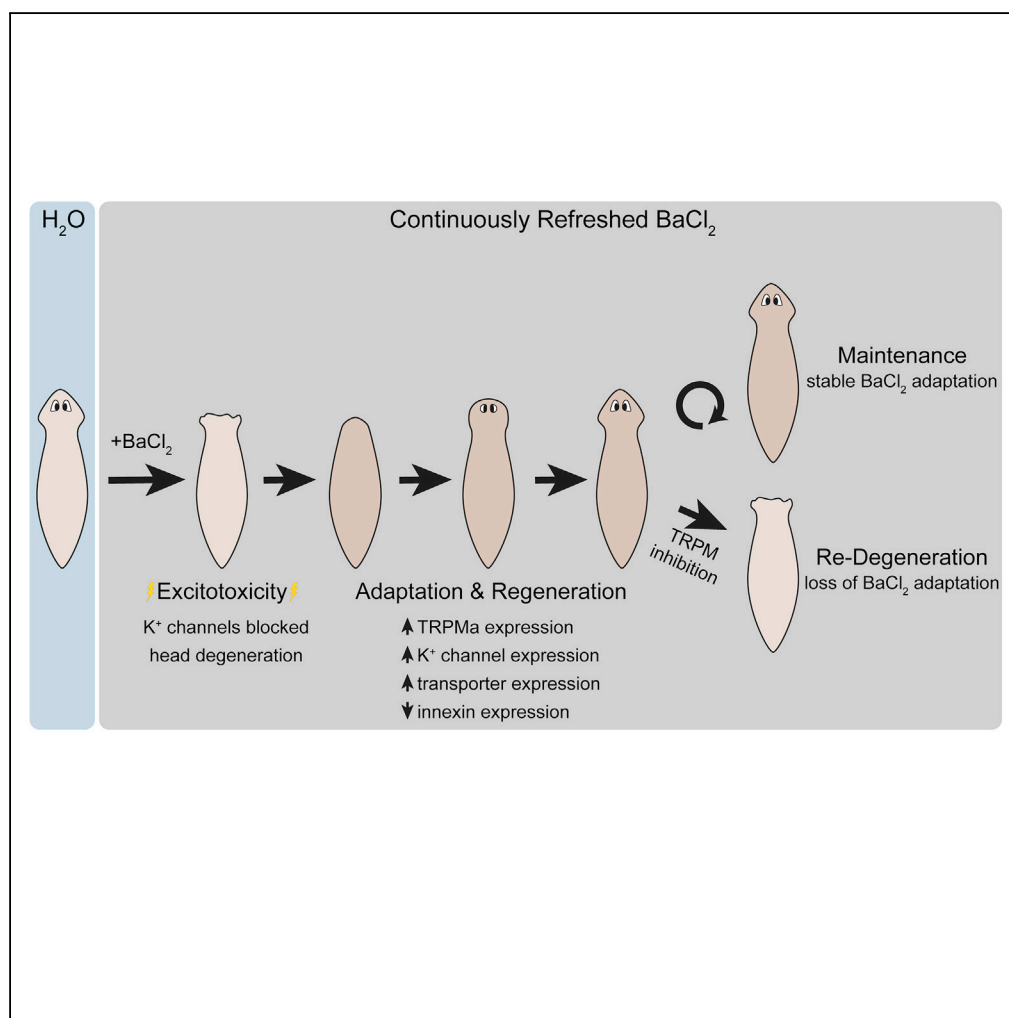 H₂O
Continuously Refreshed BaCl₂
+BaCl₂
Excitotoxicity
K⁺ channels blocked
head degeneration
Adaptation & Regeneration
TRPMa expression
K⁺ channel expression
transporter expression
innexin expression
Maintenance
stable BaCl₂ adaptation
TRPM
inhibition
Re-Degeneration
loss of BaCl₂ adaptation